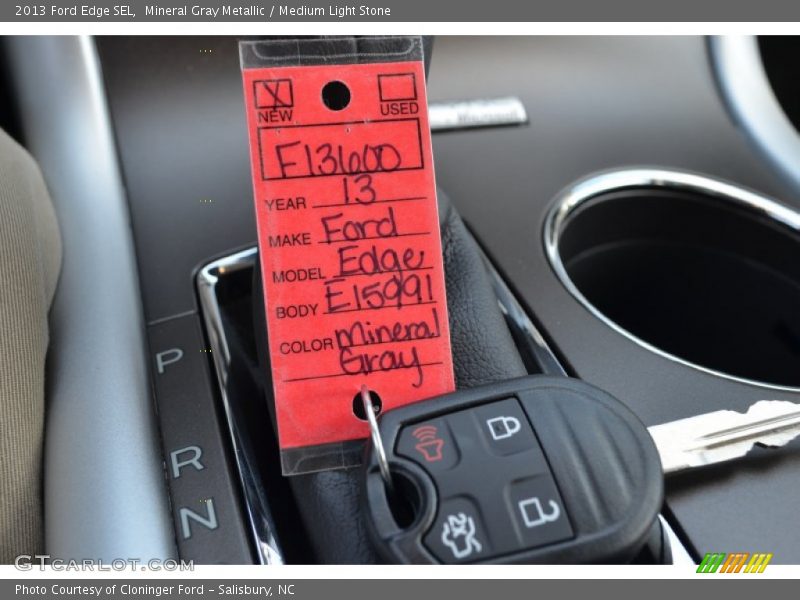 2013 Ford Edge SEL,  Mineral Gray Metallic / Medium Light Stone
X
NEW
USED
F13600
YEAR 13
MAKE Ford
MODEL Edge
BODY E15991
COLOR Mineral
Gray
P
R
N
GTCARLOT.COM
Photo Courtesy of Cloninger Ford – Salisbury, NC